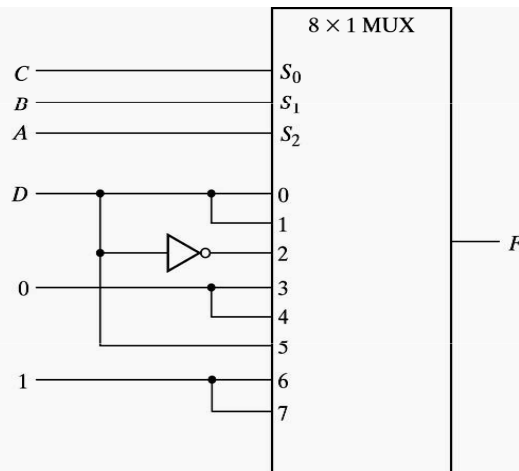 8 × 1 MUX
C S₀
B S₁
A S₂
D 0
1
2
0 3
4
5
1 6
7
F